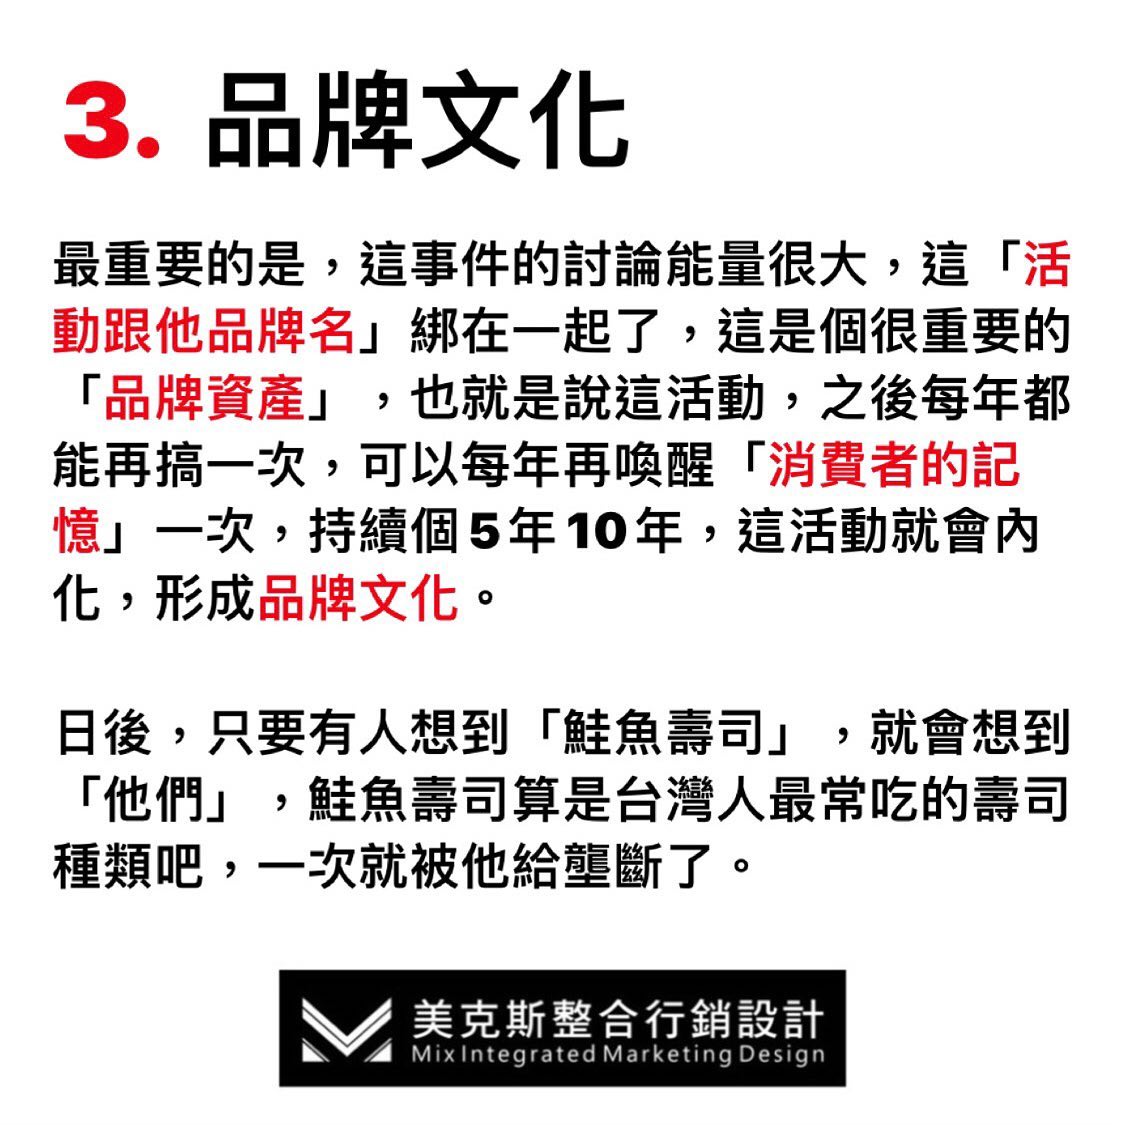 3. 品牌文化
最重要的是，這事件的討論能量很大，這「活
動跟他品牌名」綁在一起了，這是個很重要的
「品牌資產」，也就是說這活動，之後每年都
能再搞一次，可以每年再喚醒「消費者的記
憶」一次，持續個5年10年，這活動就會內
化，形成品牌文化。
日後，只要有人想到「鮭魚壽司」，就會想到
「他們」，鮭魚壽司算是台灣人最常吃的壽司
種類吧，一次就被他給壟斷了。
美克斯整合行銷設計
Mix Integrated Marketing Design